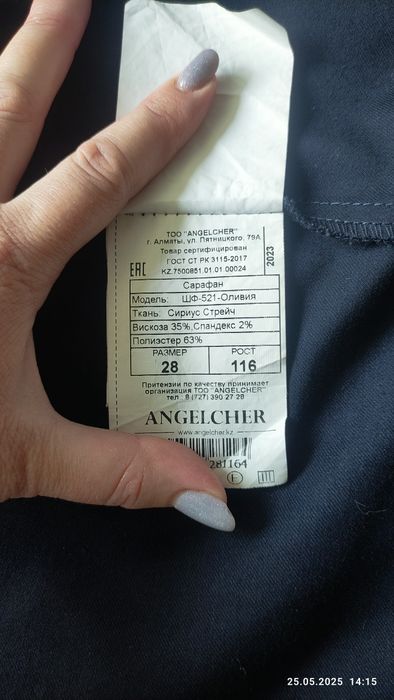 ТОО "ANGELCHER"
г. Алматы, ул. Пятницкого, 79А
Товар сертифицирован
ГОСТ СТ РК 3115-2017
EAC KZ.7500851.01.01.00024
2023
Сарафан
Модель: ШФ-521-Оливия
Ткань: Сириус Стрейч
Вискоза 35%,Спандекс 2%
Полиэстер 63%
РАЗМЕР РОСТ
28 116
Притензии по качеству принимает
организация ТОО "ANGELCHER"
тел 8 (727) 390 27 28
ANGELCHER
www.angelcher.kz
281164
F
25.05.2025 14:15